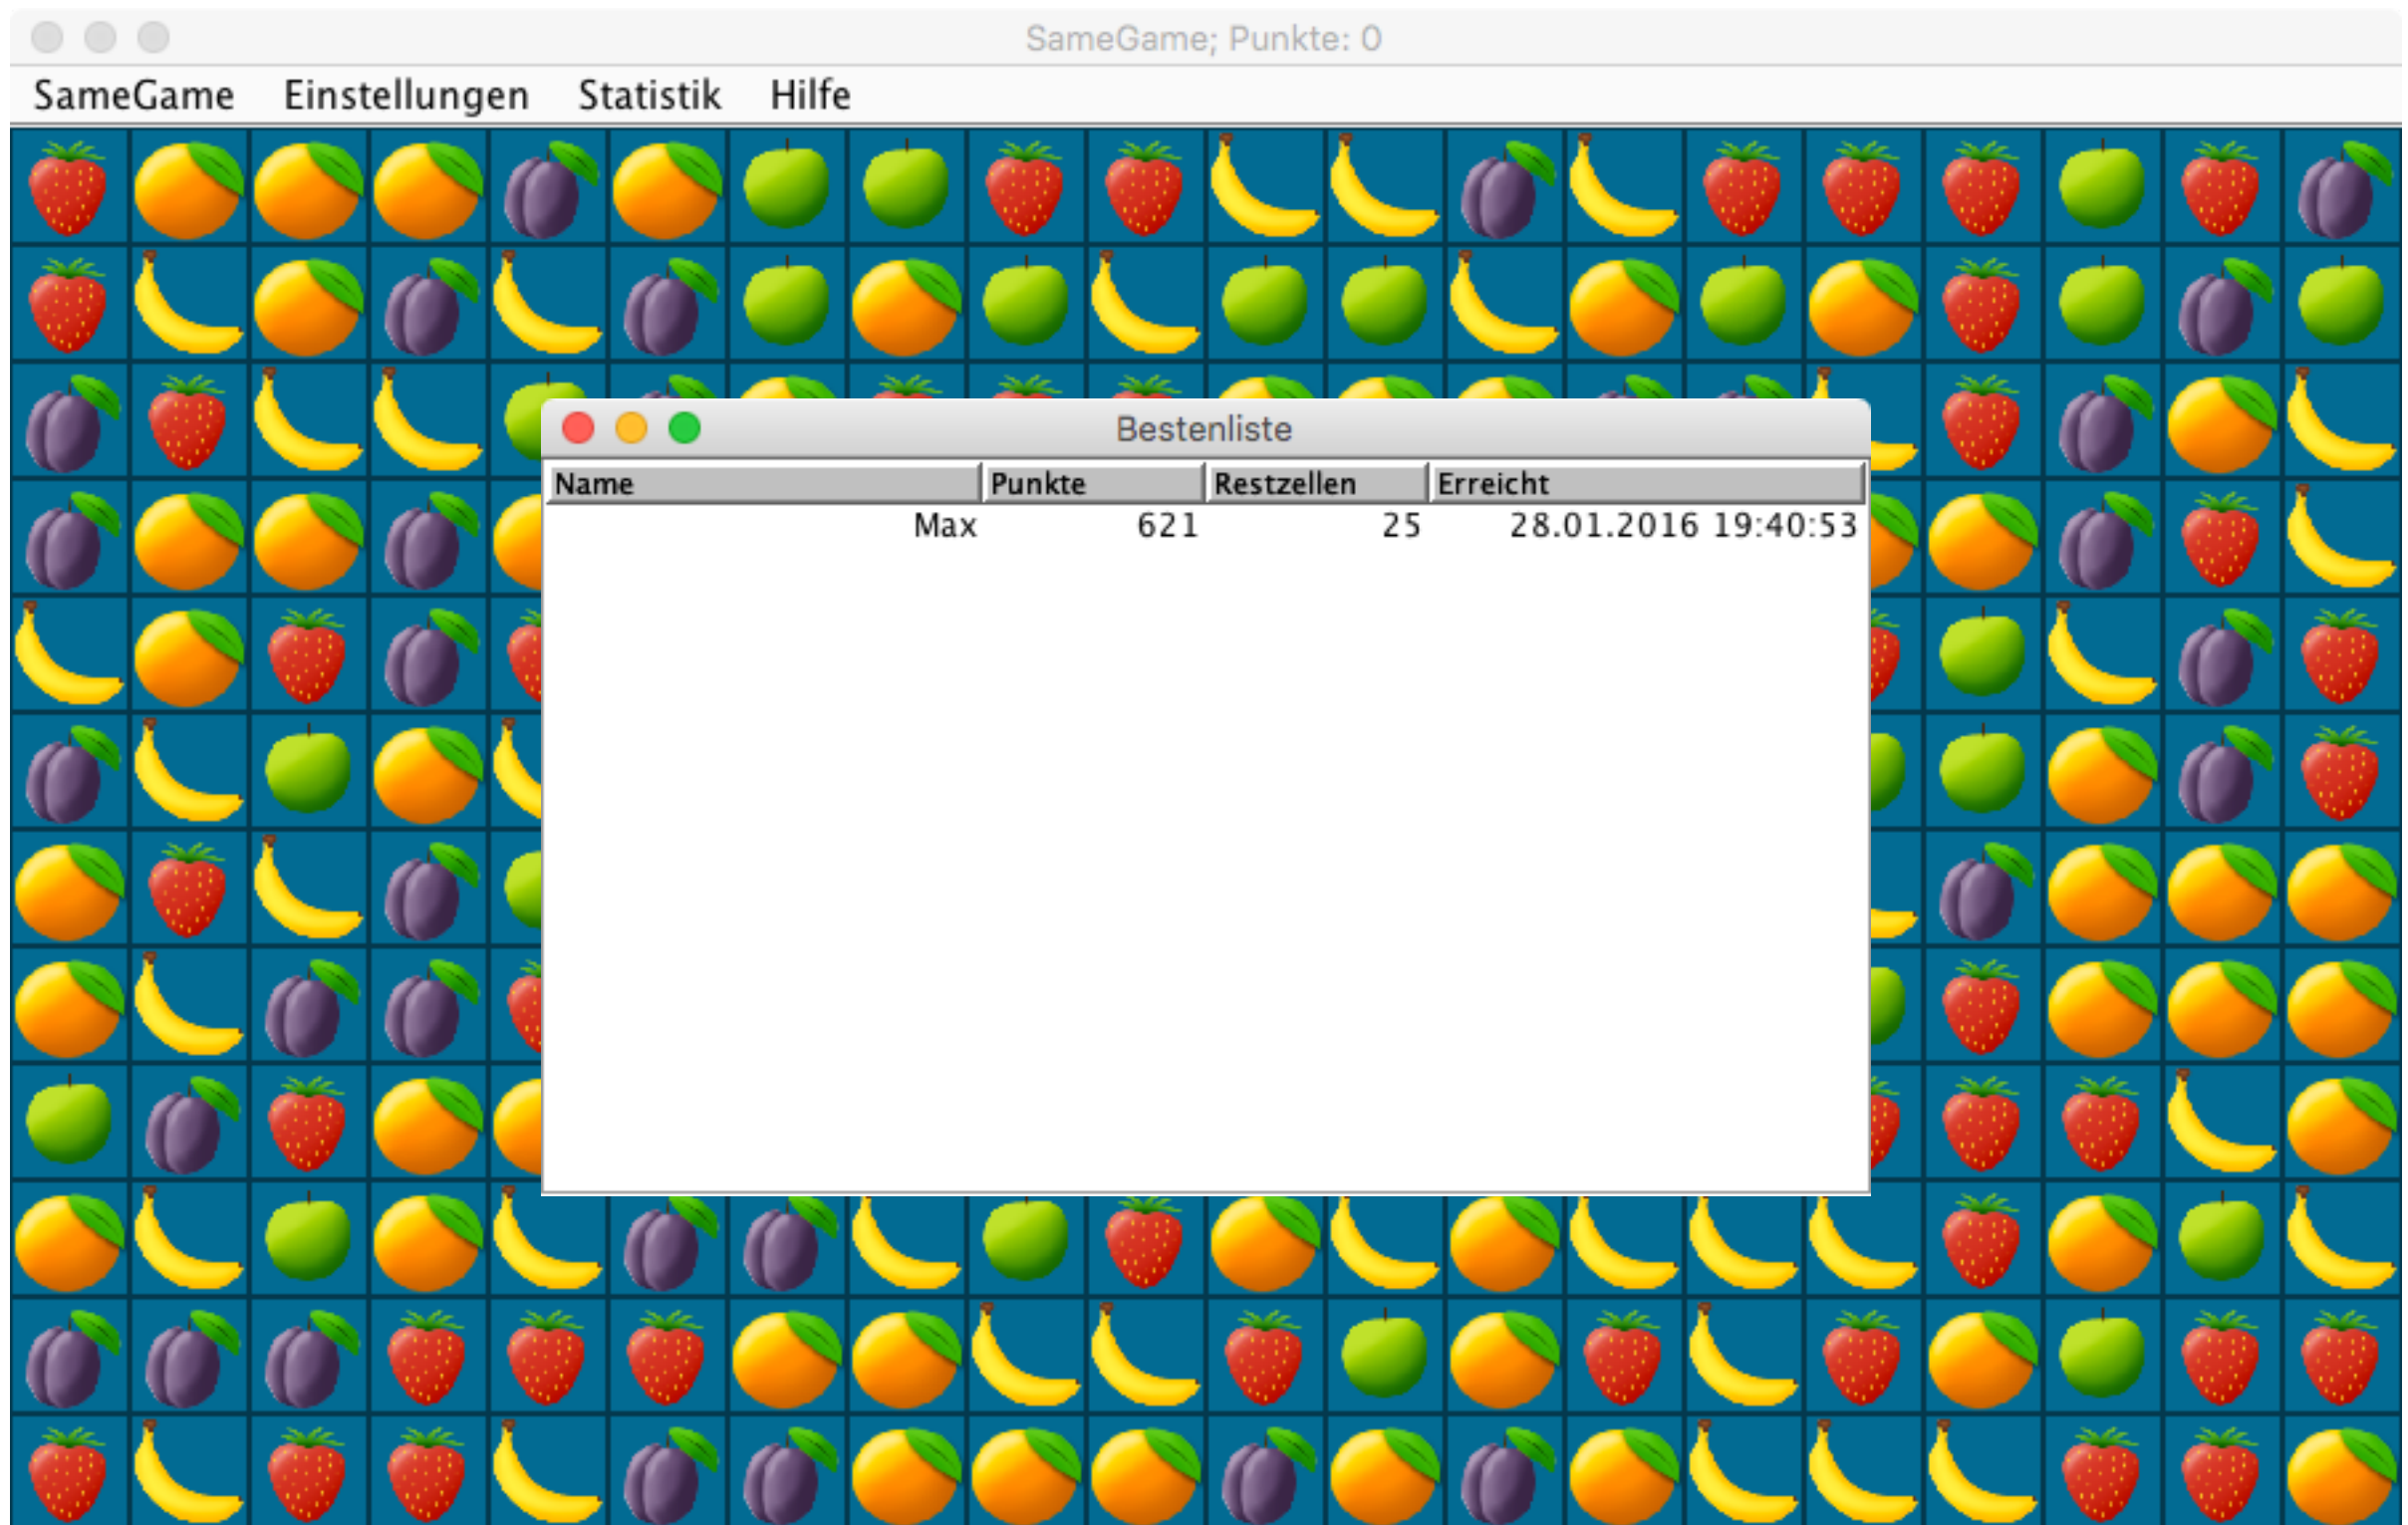 SameGame; Punkte: 0
SameGame Einstellungen Statistik Hilfe
Bestenliste
Name Punkte Restzellen Erreicht
Max 621 25 28.01.2016 19:40:53